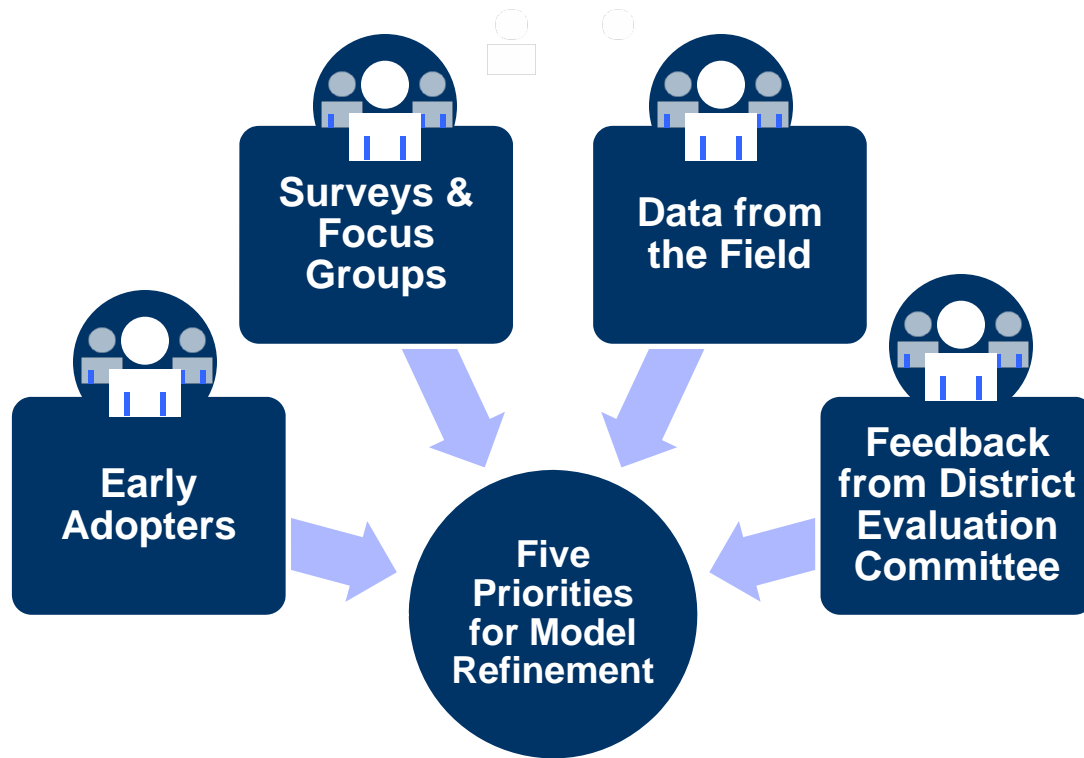 Surveys &
Focus
Groups
Data from
the Field
Early
Adopters
Feedback
from District
Evaluation
Committee
Five
Priorities
for Model
Refinement